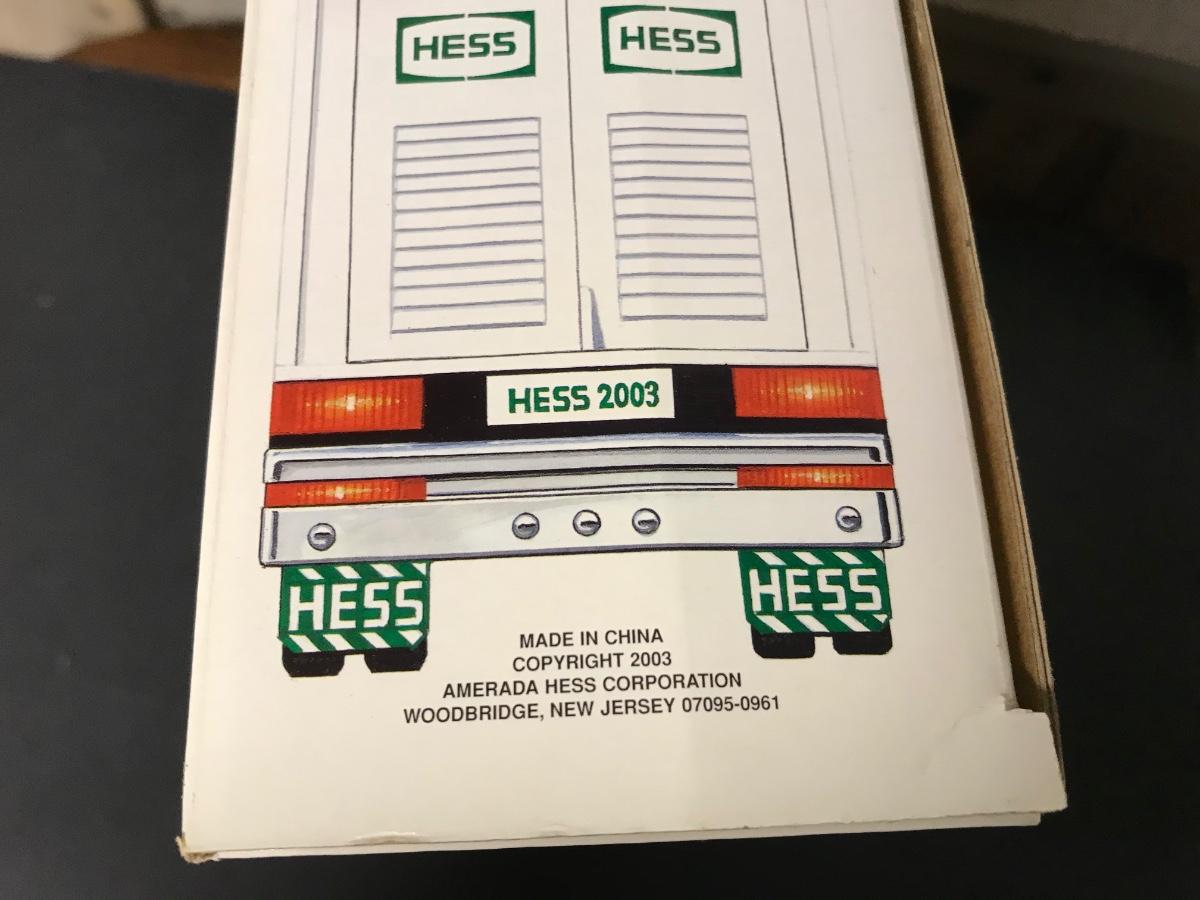 HESS HESS
HESS 2003
HESS HESS
MADE IN CHINA
COPYRIGHT 2003
AMERADA HESS CORPORATION
WOODBRIDGE, NEW JERSEY 07095-0961